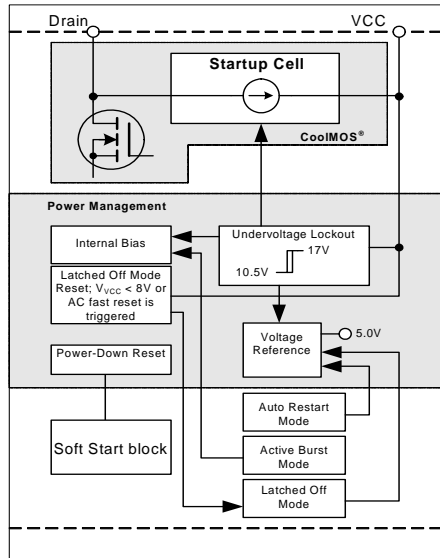 Drain
VCC
Startup Cell
CoolMOS®
Power Management
Internal Bias
Undervoltage Lockout
17V
10.5V
Latched Off Mode
Reset; VVCC < 8V or
AC fast reset is
triggered
Voltage
Reference
5.0V
Power-Down Reset
Auto Restart
Mode
Soft Start block
Active Burst
Mode
Latched Off
Mode